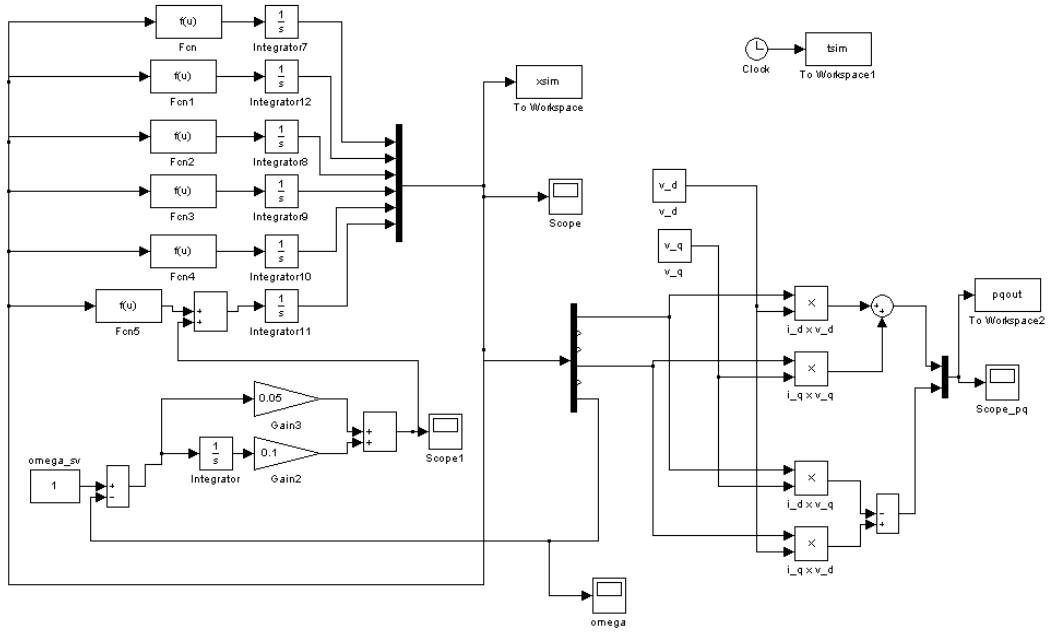 f(u)
Fcn
1
s
Integrator7
f(u)
Fcn1
1
s
Integrator12
f(u)
Fcn2
1
s
Integrator8
f(u)
Fcn3
1
s
Integrator9
f(u)
Fcn4
1
s
Integrator10
f(u)
Fcn5
+
+
1
s
Integrator11
xsim
To Workspace
Scope
Clock
tsim
To Workspace1
v_d
v_d
v_q
v_q
×
i_d x v_d
+
+
×
i_q x v_q
pqout
To Workspace2
Scope_pq
0.05
Gain3
+
+
Scope1
1
s
Integrator
0.1
Gain2
omega_sv
1
+
−
×
i_d x v_q
−
+
×
i_q x v_d
omega